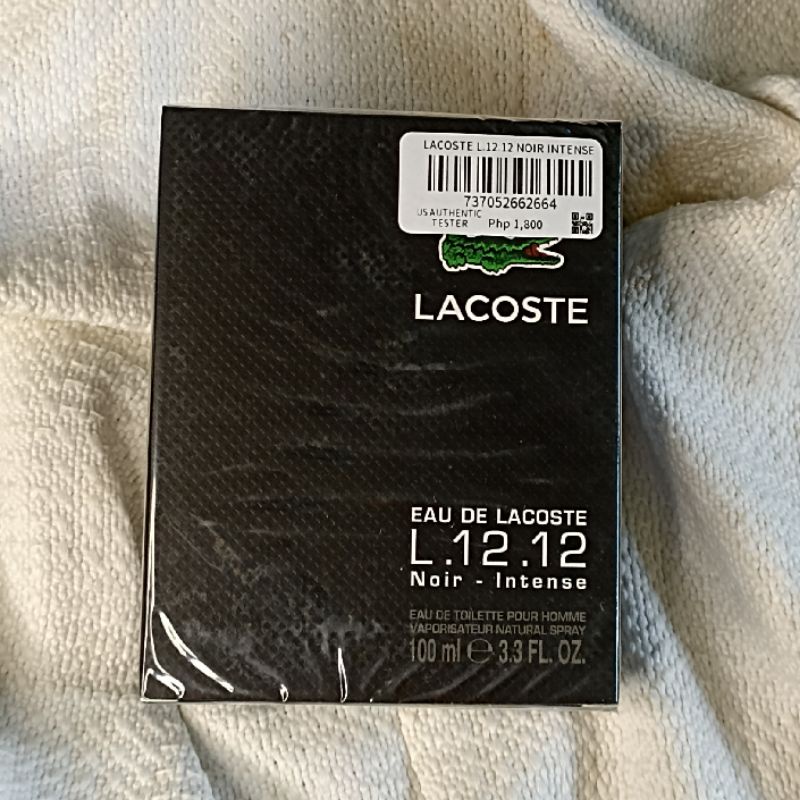 LACOSTE L.12.12 NOIR INTENSE
737052662664
US AUTHENTIC
TESTER Php 1,800
LACOSTE
EAU DE LACOSTE
L.12.12
Noir - Intense
EAU DE TOILETTE POUR HOMME
VAPORISATEUR NATURAL SPRAY
100 ml ℮ 3.3 FL. OZ.